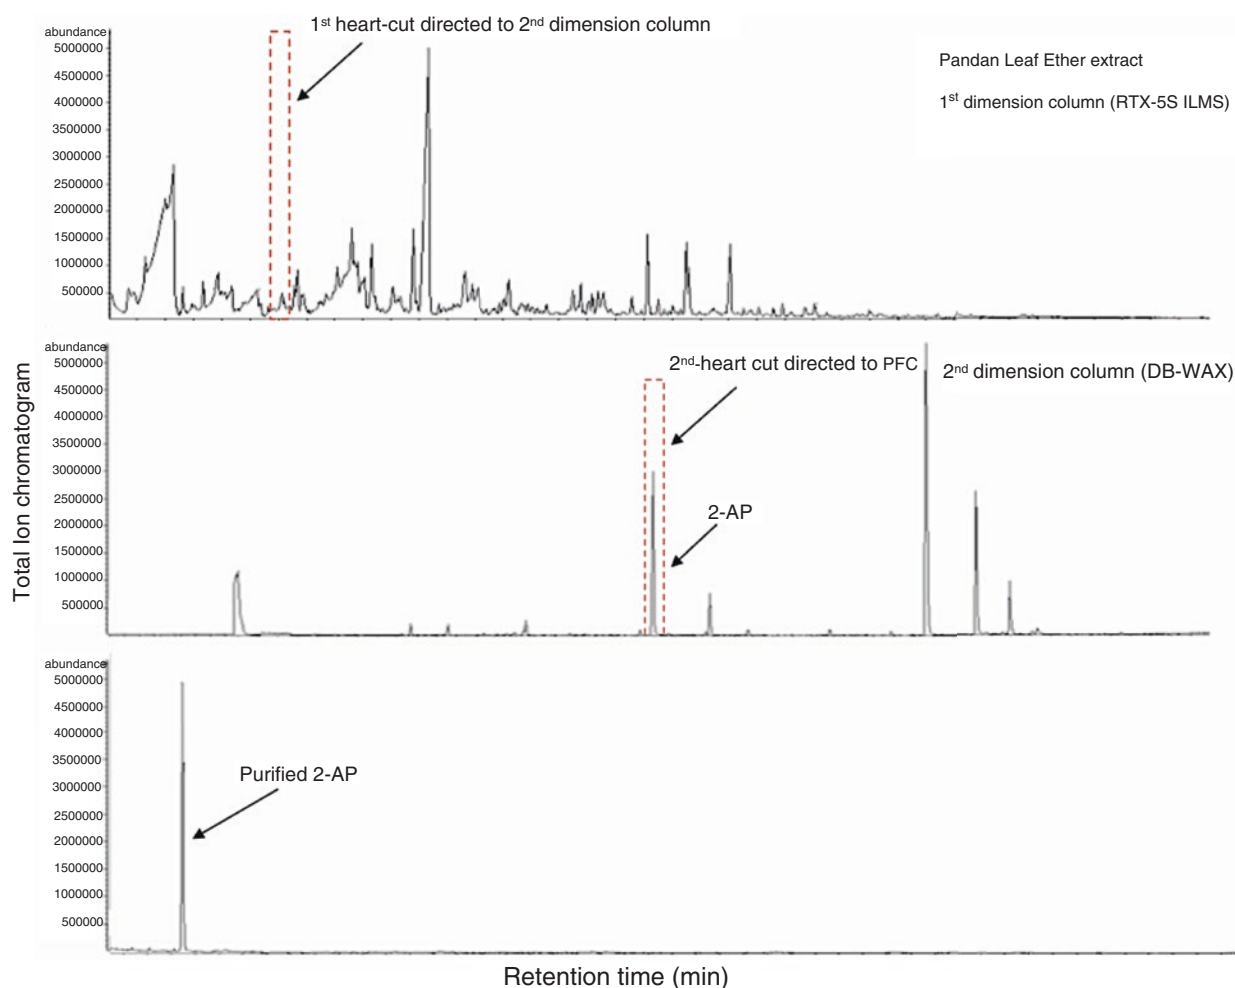 1st heart-cut directed to 2nd dimension column
abundance
5000000
4500000
4000000
3500000
3000000
2500000
2000000
1500000
1000000
500000
Pandan Leaf Ether extract
1st dimension column (RTX-5S ILMS)
abundance
5000000
4500000
4000000
3500000
3000000
2500000
2000000
1500000
1000000
500000
2nd-heart cut directed to PFC
2nd dimension column (DB-WAX)
2-AP
Total Ion chromatogram
abundance
5000000
4500000
4000000
3500000
3000000
2500000
2000000
1500000
1000000
500000
Purified 2-AP
Retention time (min)